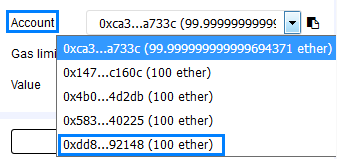 Account 0xca3...a733c (99.9999999999
0xca3...a733c (99.999999999999694371 ether)
Gas limi
0x147...c160c (100 ether)
0x4b0...4d2db (100 ether)
Value
0x583...40225 (100 ether)
0xdd8...92148 (100 ether)